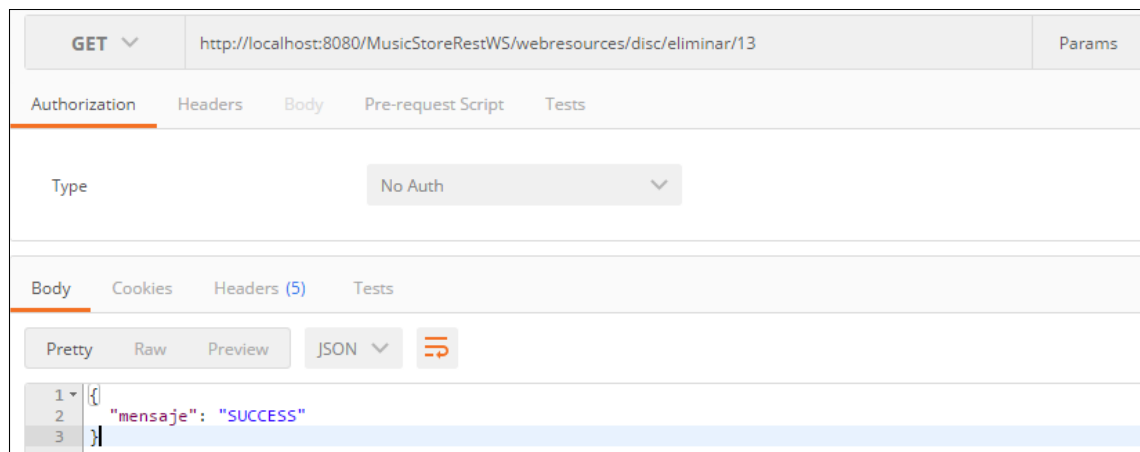 GET http://localhost:8080/MusicStoreRestWS/webresources/disc/eliminar/13 Params
Authorization Headers Body Pre-request Script Tests
Type No Auth
Body Cookies Headers (5) Tests
Pretty Raw Preview JSON
1 {
2 "mensaje": "SUCCESS"
3 }